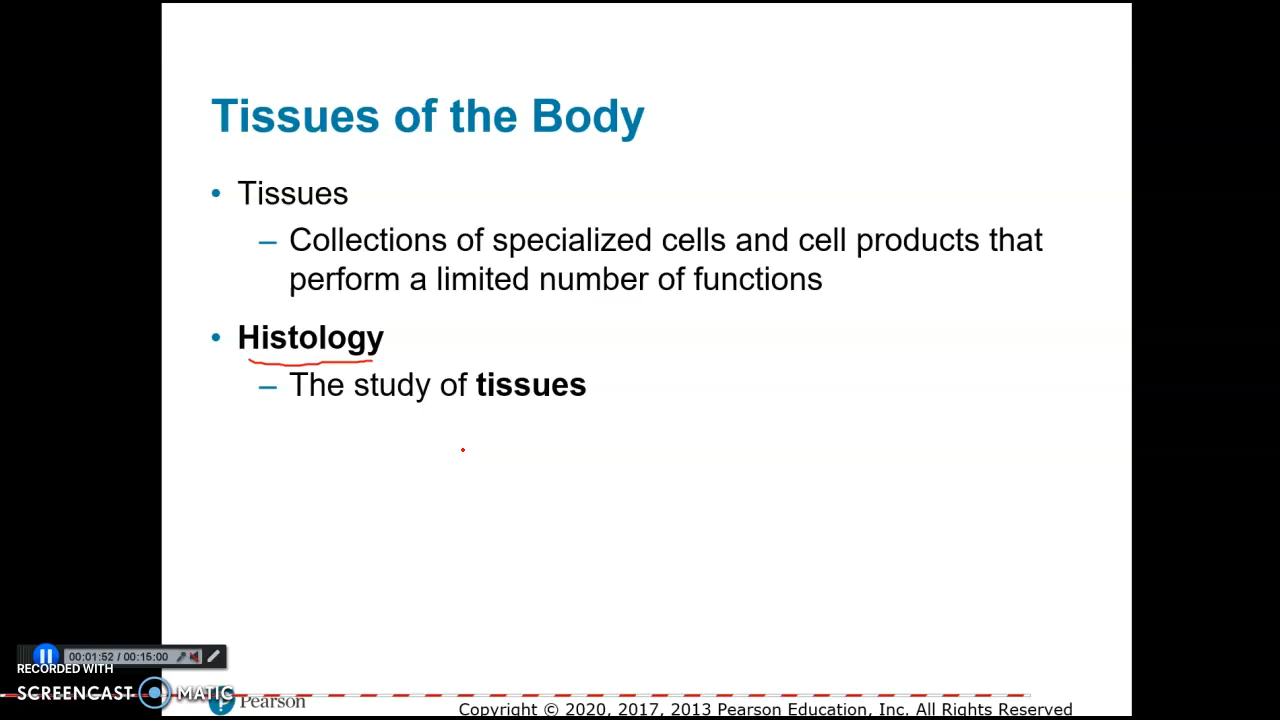 Tissues of the Body
• Tissues
– Collections of specialized cells and cell products that
perform a limited number of functions
• Histology
– The study of tissues
00:01:52 / 00:15:00
RECORDED WITH
SCREENCAST MATIC
Pearson
Copyright © 2020, 2017, 2013 Pearson Education, Inc. All Rights Reserved